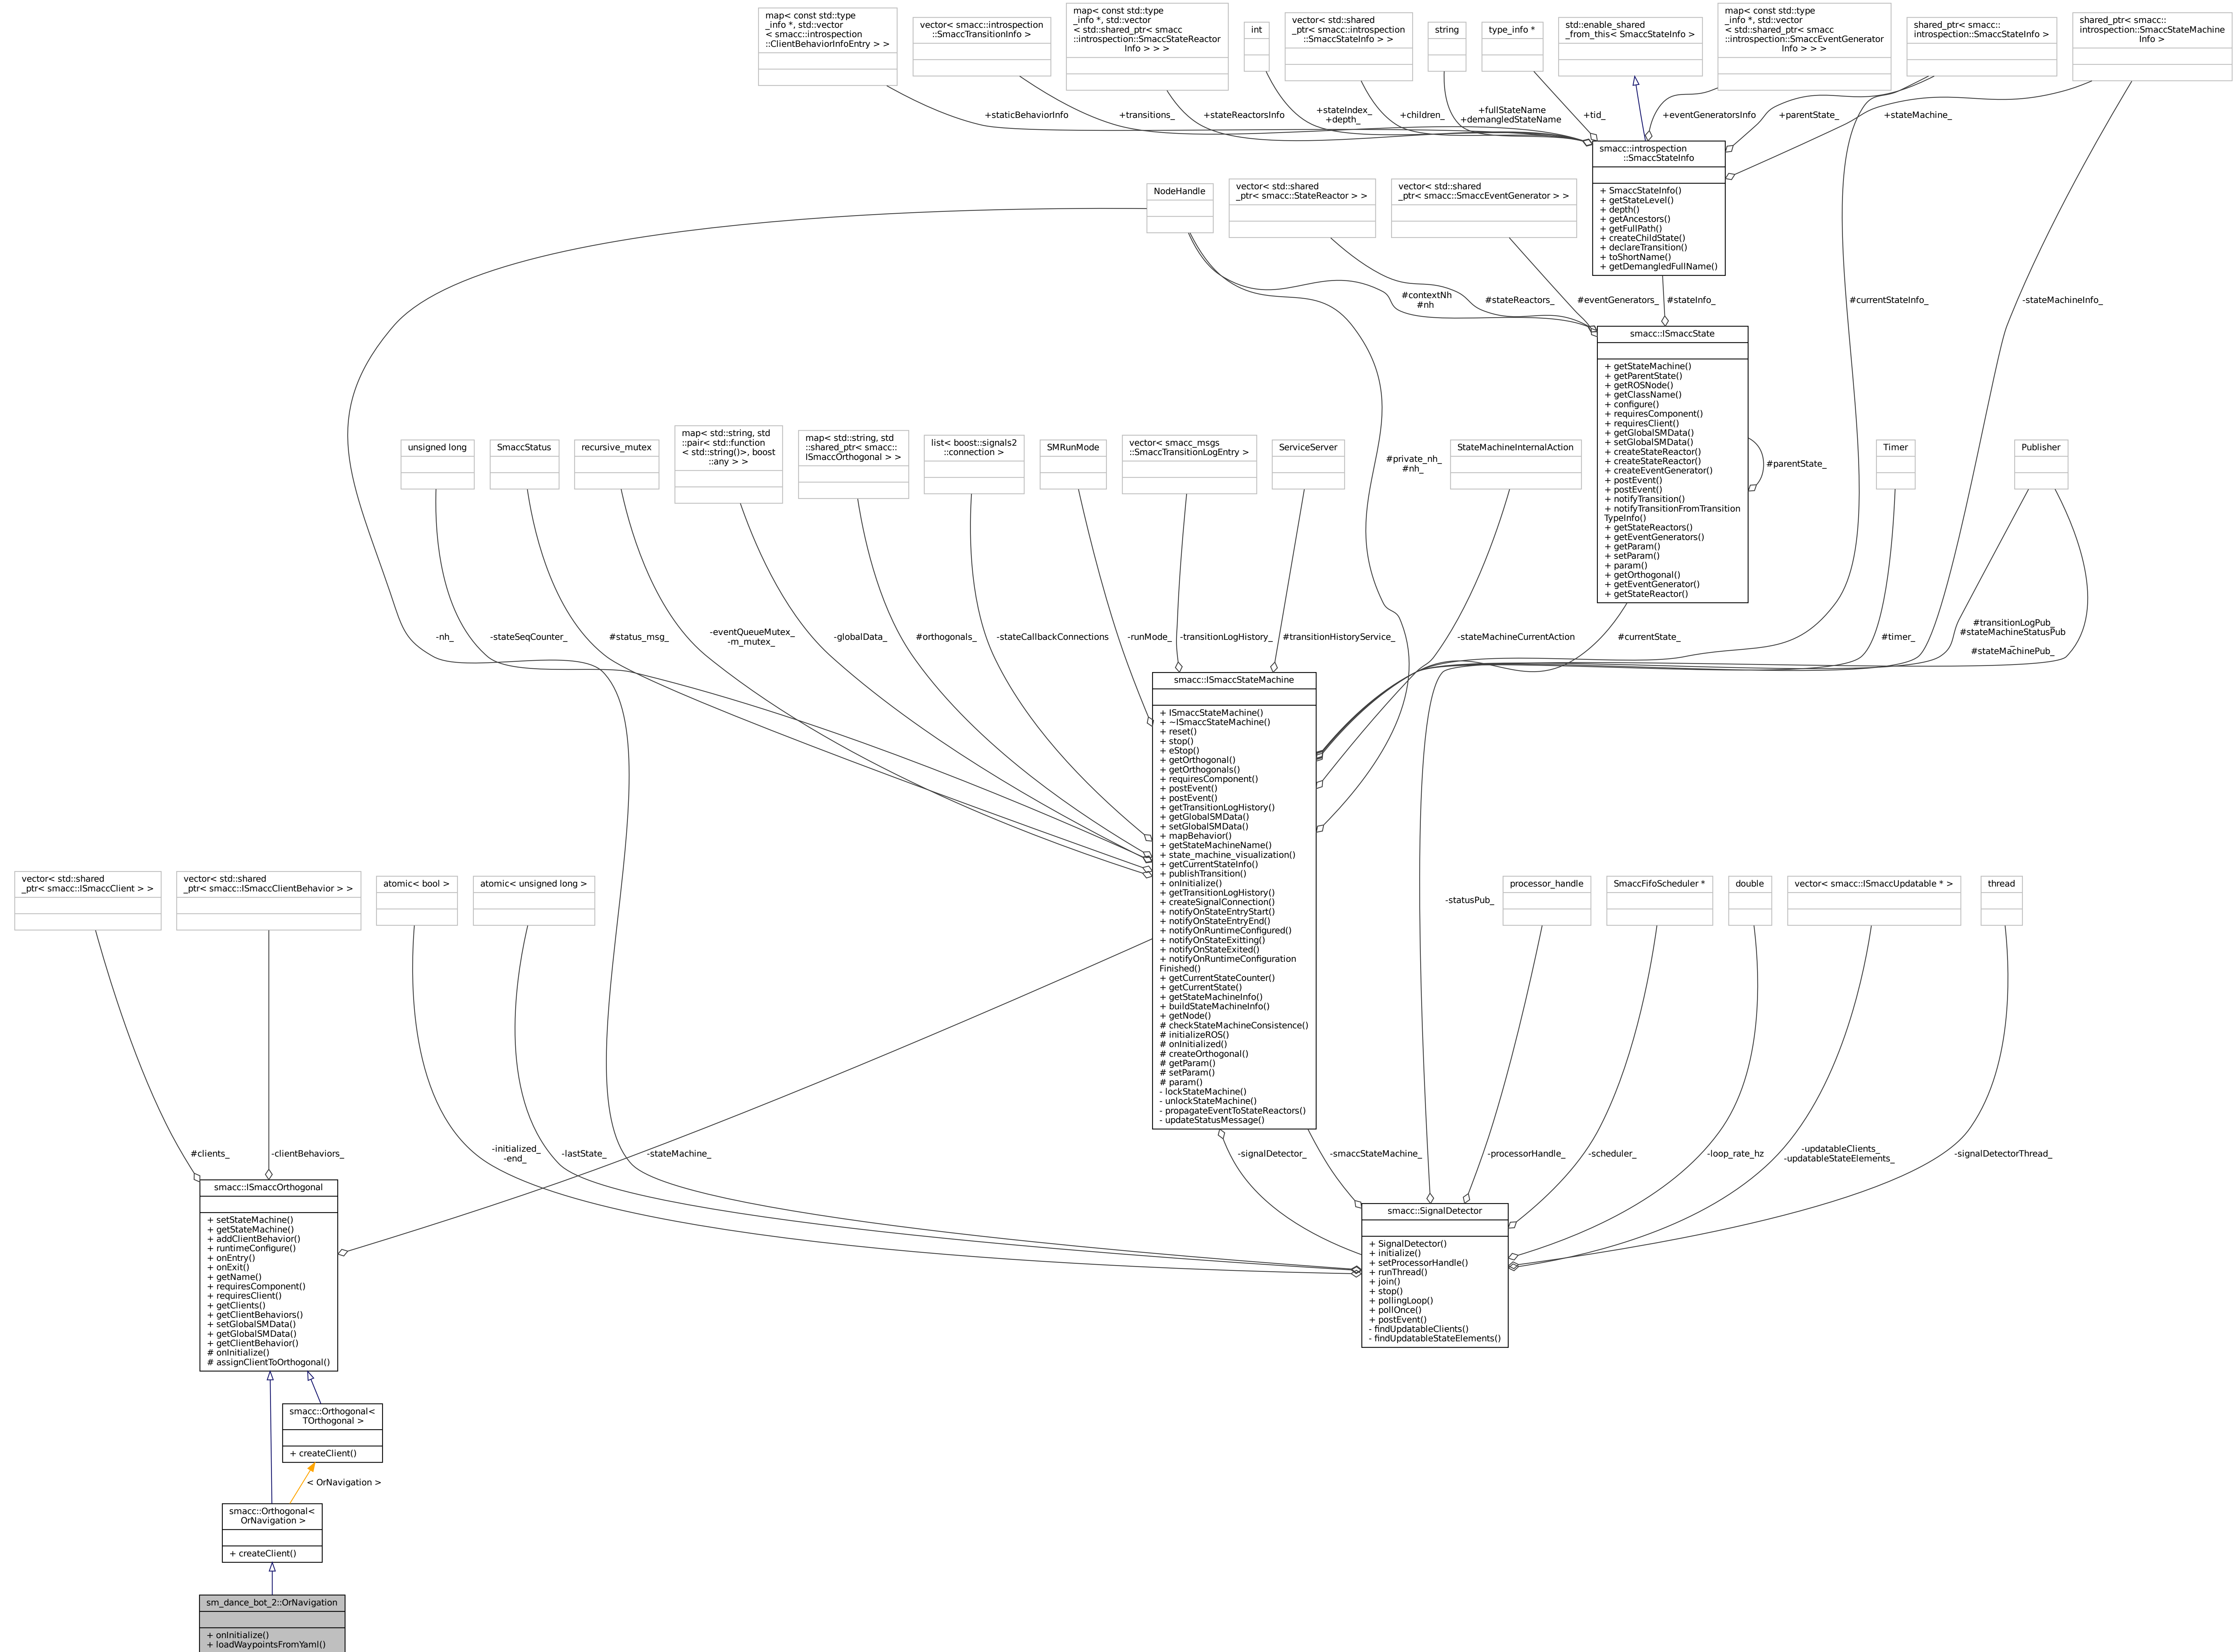 map< const std::type
_info *, std::vector
< smacc::introspection
::ClientBehaviorInfoEntry > >
vector< smacc::introspection
::SmaccTransitionInfo >
map< const std::type
_info *, std::vector
< std::shared_ptr< smacc
::introspection::SmaccStateReactor
Info > > >
int
vector< std::shared
_ptr< smacc::introspection
::SmaccStateInfo > >
string
type_info *
std::enable_shared
_from_this< SmaccStateInfo >
map< const std::type
_info *, std::vector
< std::shared_ptr< smacc
::introspection::SmaccEventGenerator
Info > > >
shared_ptr< smacc::
introspection::SmaccStateInfo >
shared_ptr< smacc::
introspection::SmaccStateMachine
Info >
+staticBehaviorInfo
+transitions_
+stateReactorsInfo
+stateIndex_
+depth_
+children_
+fullStateName
+demangledStateName
+tid_
+eventGeneratorsInfo
+parentState_
+stateMachine_
smacc::introspection
::SmaccStateInfo
+ SmaccStateInfo()
+ getStateLevel()
+ depth()
+ getAncestors()
+ getFullPath()
+ createChildState()
+ declareTransition()
+ toShortName()
+ getDemangledFullName()
NodeHandle
vector< std::shared
_ptr< smacc::StateReactor > >
vector< std::shared
_ptr< smacc::SmaccEventGenerator > >
#contextNh
#nh
#stateReactors_
#eventGenerators_
#stateInfo_
#currentStateInfo_
-stateMachineInfo_
smacc::ISmaccState
+ getStateMachine()
+ getParentState()
+ getROSNode()
+ getClassName()
+ configure()
+ requiresComponent()
+ requiresClient()
+ getGlobalSMData()
+ setGlobalSMData()
+ createStateReactor()
+ createStateReactor()
+ createEventGenerator()
+ postEvent()
+ postEvent()
+ notifyTransition()
+ notifyTransitionFromTransition
TypeInfo()
+ getStateReactors()
+ getEventGenerators()
+ getParam()
+ setParam()
+ param()
+ getOrthogonal()
+ getEventGenerator()
+ getStateReactor()
#parentState_
unsigned long
SmaccStatus
recursive_mutex
map< std::string, std
::pair< std::function
< std::string()>, boost
::any > >
map< std::string, std
::shared_ptr< smacc::
ISmaccOrthogonal > >
list< boost::signals2
::connection >
SMRunMode
vector< smacc_msgs
::SmaccTransitionLogEntry >
ServiceServer
#private_nh_
#nh_
StateMachineInternalAction
Timer
Publisher
-nh_
-stateSeqCounter_
#status_msg_
-eventQueueMutex_
-m_mutex_
-globalData_
#orthogonals_
-stateCallbackConnections
-runMode_
-transitionLogHistory_
#transitionHistoryService_
-stateMachineCurrentAction
#currentState_
#timer_
#transitionLogPub_
#stateMachineStatusPub
_
#stateMachinePub_
smacc::ISmaccStateMachine
+ ISmaccStateMachine()
+ ~ISmaccStateMachine()
+ reset()
+ stop()
+ eStop()
+ getOrthogonal()
+ getOrthogonals()
+ requiresComponent()
+ postEvent()
+ postEvent()
+ getTransitionLogHistory()
+ getGlobalSMData()
+ setGlobalSMData()
+ mapBehavior()
+ getStateMachineName()
+ state_machine_visualization()
+ getCurrentStateInfo()
+ publishTransition()
+ onInitialize()
+ getTransitionLogHistory()
+ createSignalConnection()
+ notifyOnStateEntryStart()
+ notifyOnStateEntryEnd()
+ notifyOnRuntimeConfigured()
+ notifyOnStateExitting()
+ notifyOnStateExited()
+ notifyOnRuntimeConfiguration
Finished()
+ getCurrentStateCounter()
+ getCurrentState()
+ getStateMachineInfo()
+ buildStateMachineInfo()
+ getNode()
# checkStateMachineConsistence()
# initializeROS()
# onInitialized()
# createOrthogonal()
# getParam()
# setParam()
# param()
- lockStateMachine()
- unlockStateMachine()
- propagateEventToStateReactors()
- updateStatusMessage()
vector< std::shared
_ptr< smacc::ISmaccClient > >
vector< std::shared
_ptr< smacc::ISmaccClientBehavior > >
atomic< bool >
atomic< unsigned long >
-statusPub_
processor_handle
SmaccFifoScheduler *
double
vector< smacc::ISmaccUpdatable * >
thread
#clients_
-clientBehaviors_
-initialized_
-end_
-lastState_
-stateMachine_
-signalDetector_
-smaccStateMachine_
-processorHandle_
-scheduler_
-loop_rate_hz
-updatableClients_
-updatableStateElements_
-signalDetectorThread_
smacc::ISmaccOrthogonal
+ setStateMachine()
+ getStateMachine()
+ addClientBehavior()
+ runtimeConfigure()
+ onEntry()
+ onExit()
+ getName()
+ requiresComponent()
+ requiresClient()
+ getClients()
+ getClientBehaviors()
+ setGlobalSMData()
+ getGlobalSMData()
+ getClientBehavior()
# onInitialize()
# assignClientToOrthogonal()
smacc::SignalDetector
+ SignalDetector()
+ initialize()
+ setProcessorHandle()
+ runThread()
+ join()
+ stop()
+ pollingLoop()
+ pollOnce()
+ postEvent()
- findUpdatableClients()
- findUpdatableStateElements()
smacc::Orthogonal<
TOrthogonal >
+ createClient()
< OrNavigation >
smacc::Orthogonal<
OrNavigation >
+ createClient()
sm_dance_bot_2::OrNavigation
+ onInitialize()
+ loadWaypointsFromYaml()